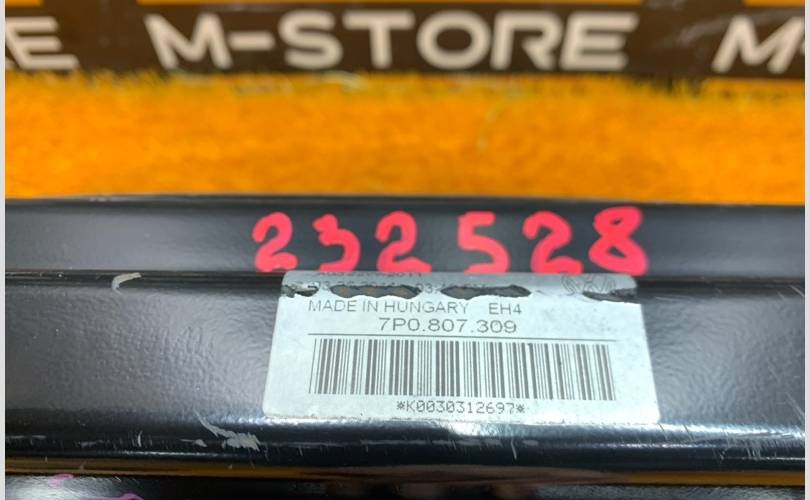 M-STORE
232528
MADE IN HUNGARY EH4
7P0.807.309
*K0030312697*